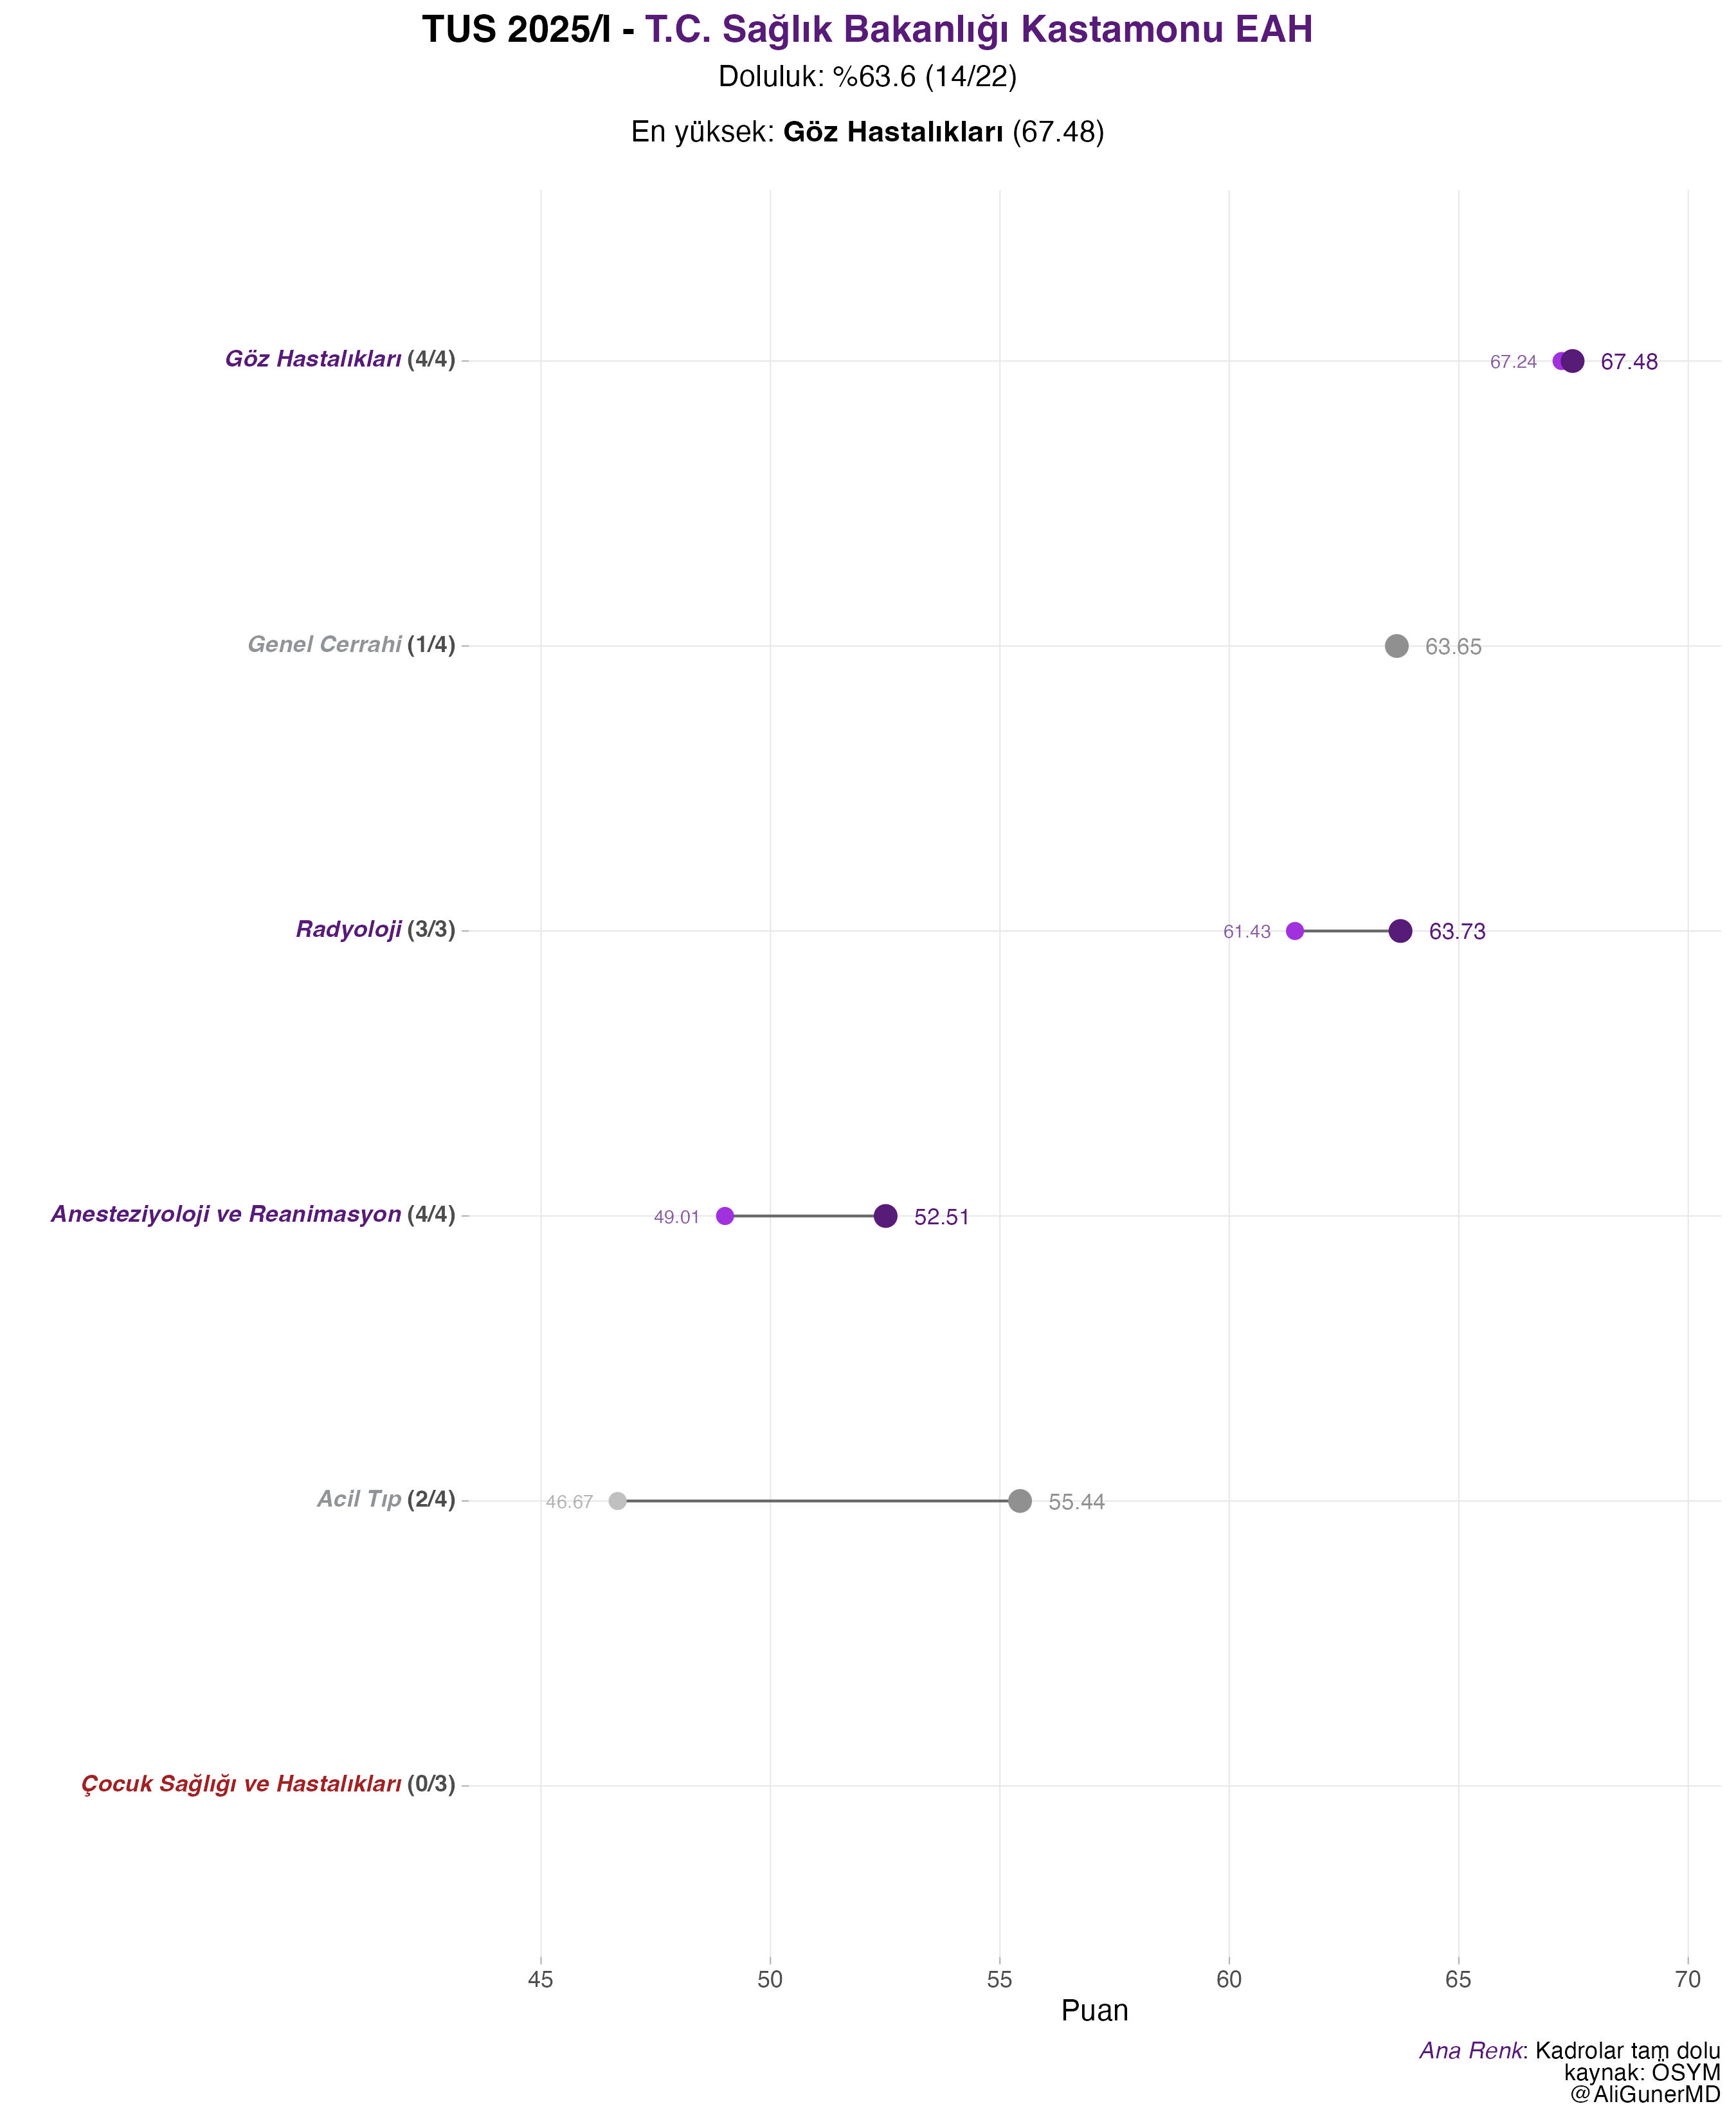 TUS 2025/I - T.C. Sağlık Bakanlığı Kastamonu EAH
Doluluk: %63.6 (14/22)
En yüksek: Göz Hastalıkları (67.48)
Göz Hastalıkları (4/4)
67.24
67.48
Genel Cerrahi (1/4)
63.65
Radyoloji (3/3)
61.43
63.73
Anesteziyoloji ve Reanimasyon (4/4)
49.01
52.51
Acil Tıp (2/4)
46.67
55.44
Çocuk Sağlığı ve Hastalıkları (0/3)
45 50 55 60 65 70
Puan
Ana Renk: Kadrolar tam dolu
kaynak: ÖSYM
@AliGunerMD